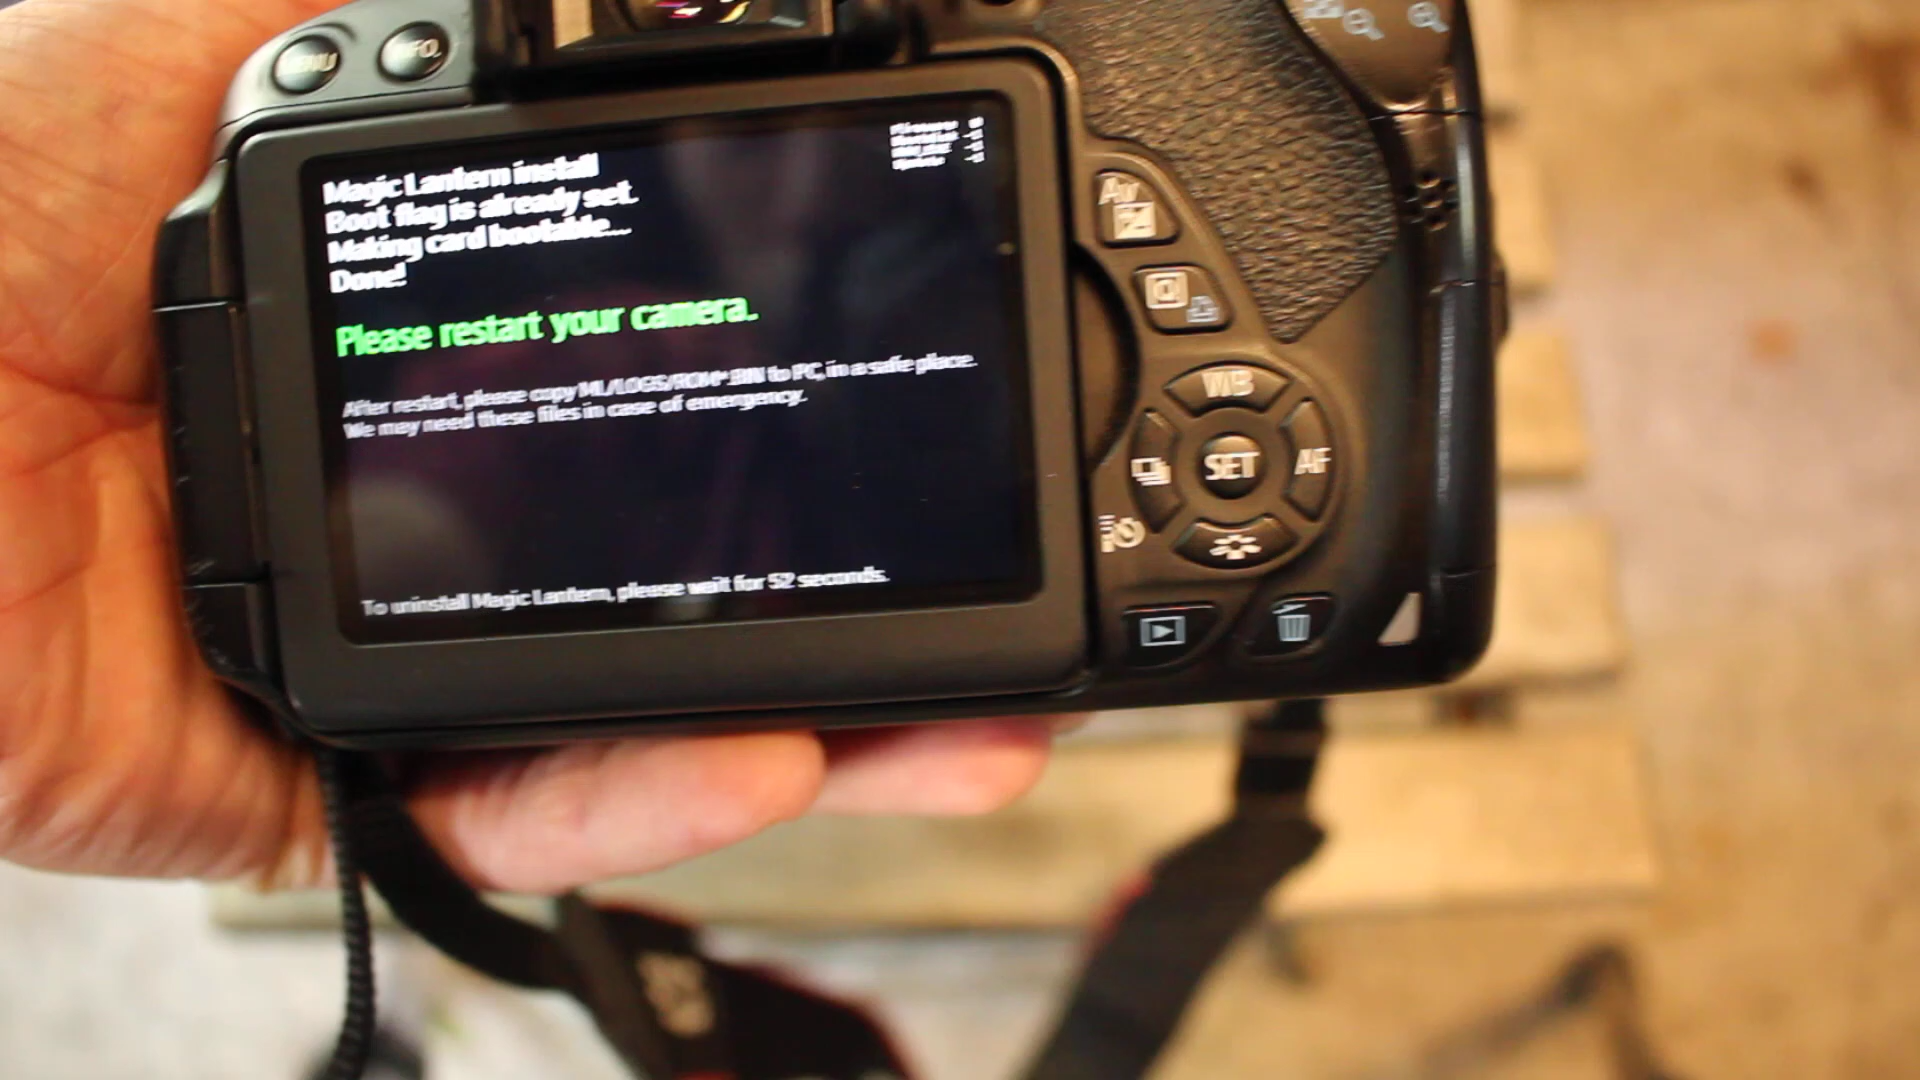 MENU
INFO.
Magic Lantern install
Boot flag is already set.
Making card bootable...
Done!
Please restart your camera.
After restart, please copy ML/LOGS/ROM*.BIN to PC, in a safe place.
We may need these files in case of emergency.
To uninstall Magic Lantern, please wait for 52 seconds.
Av
Q
WB
SET
AF